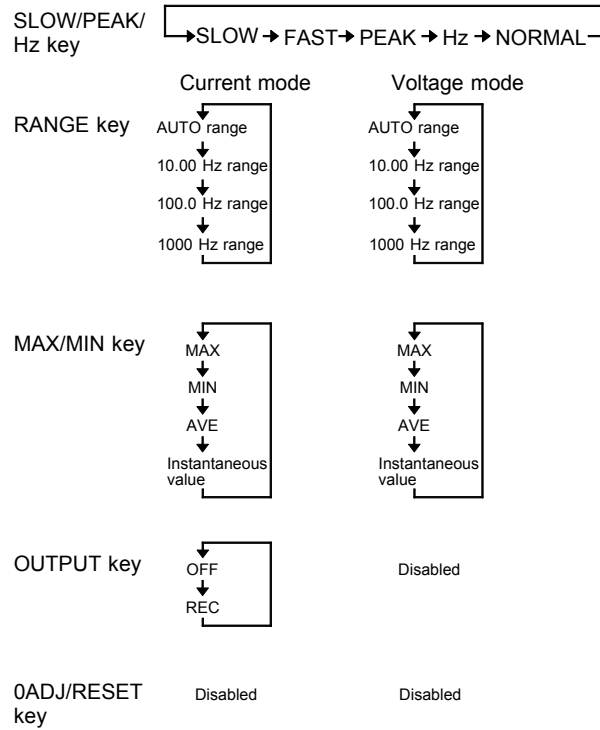 SLOW/PEAK/
Hz key
SLOW FAST PEAK Hz NORMAL
Current mode Voltage mode
RANGE key
AUTO range AUTO range
10.00 Hz range 10.00 Hz range
100.0 Hz range 100.0 Hz range
1000 Hz range 1000 Hz range
MAX/MIN key
MAX MAX
MIN MIN
AVE AVE
Instantaneous Instantaneous
value value
OUTPUT key
OFF Disabled
REC
0ADJ/RESET
key
Disabled Disabled